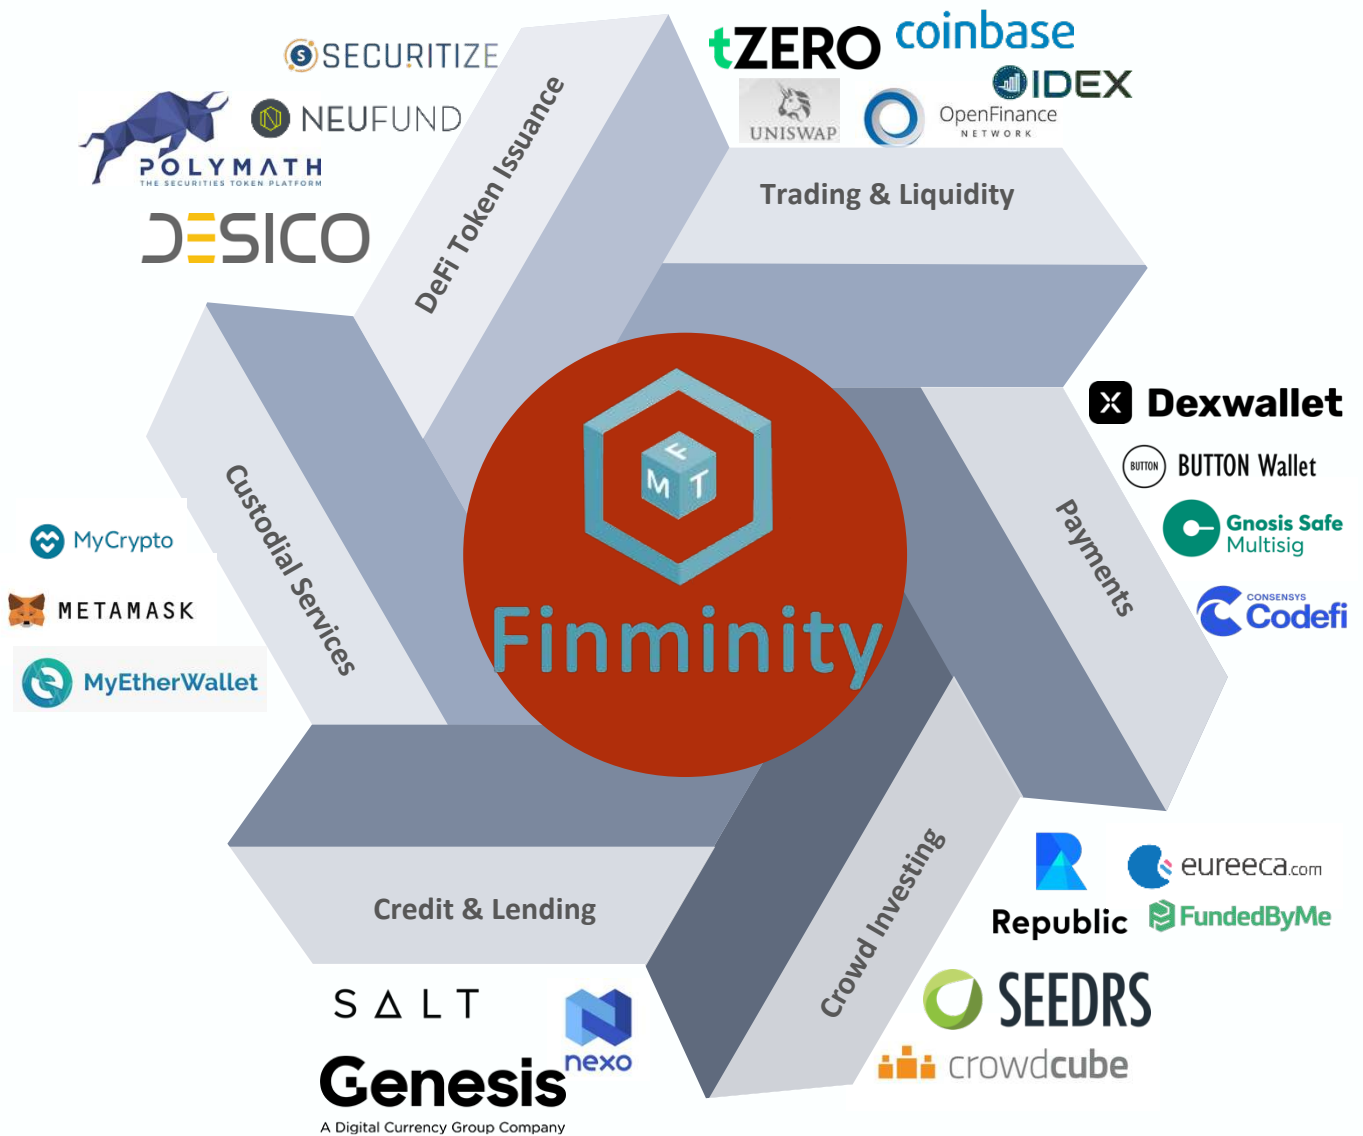 SECURITIZE
NEUFUND
POLYMATH
THE SECURITIES TOKEN PLATFORM
DESICO
DeFi Token Issuance
tZERO
coinbase
IDEX
UNISWAP
OpenFinance
NETWORK
Trading & Liquidity
Dexwallet
BUTTON
BUTTON Wallet
Gnosis Safe
Multisig
CONSENSYS
Codefi
Payments
F
M T
Finminity
Custodial Services
MyCrypto
METAMASK
MyEtherWallet
Credit & Lending
SALT
nexo
Genesis
A Digital Currency Group Company
Crowd Investing
Republic
eureeca.com
FundedByMe
SEEDRS
crowdcube